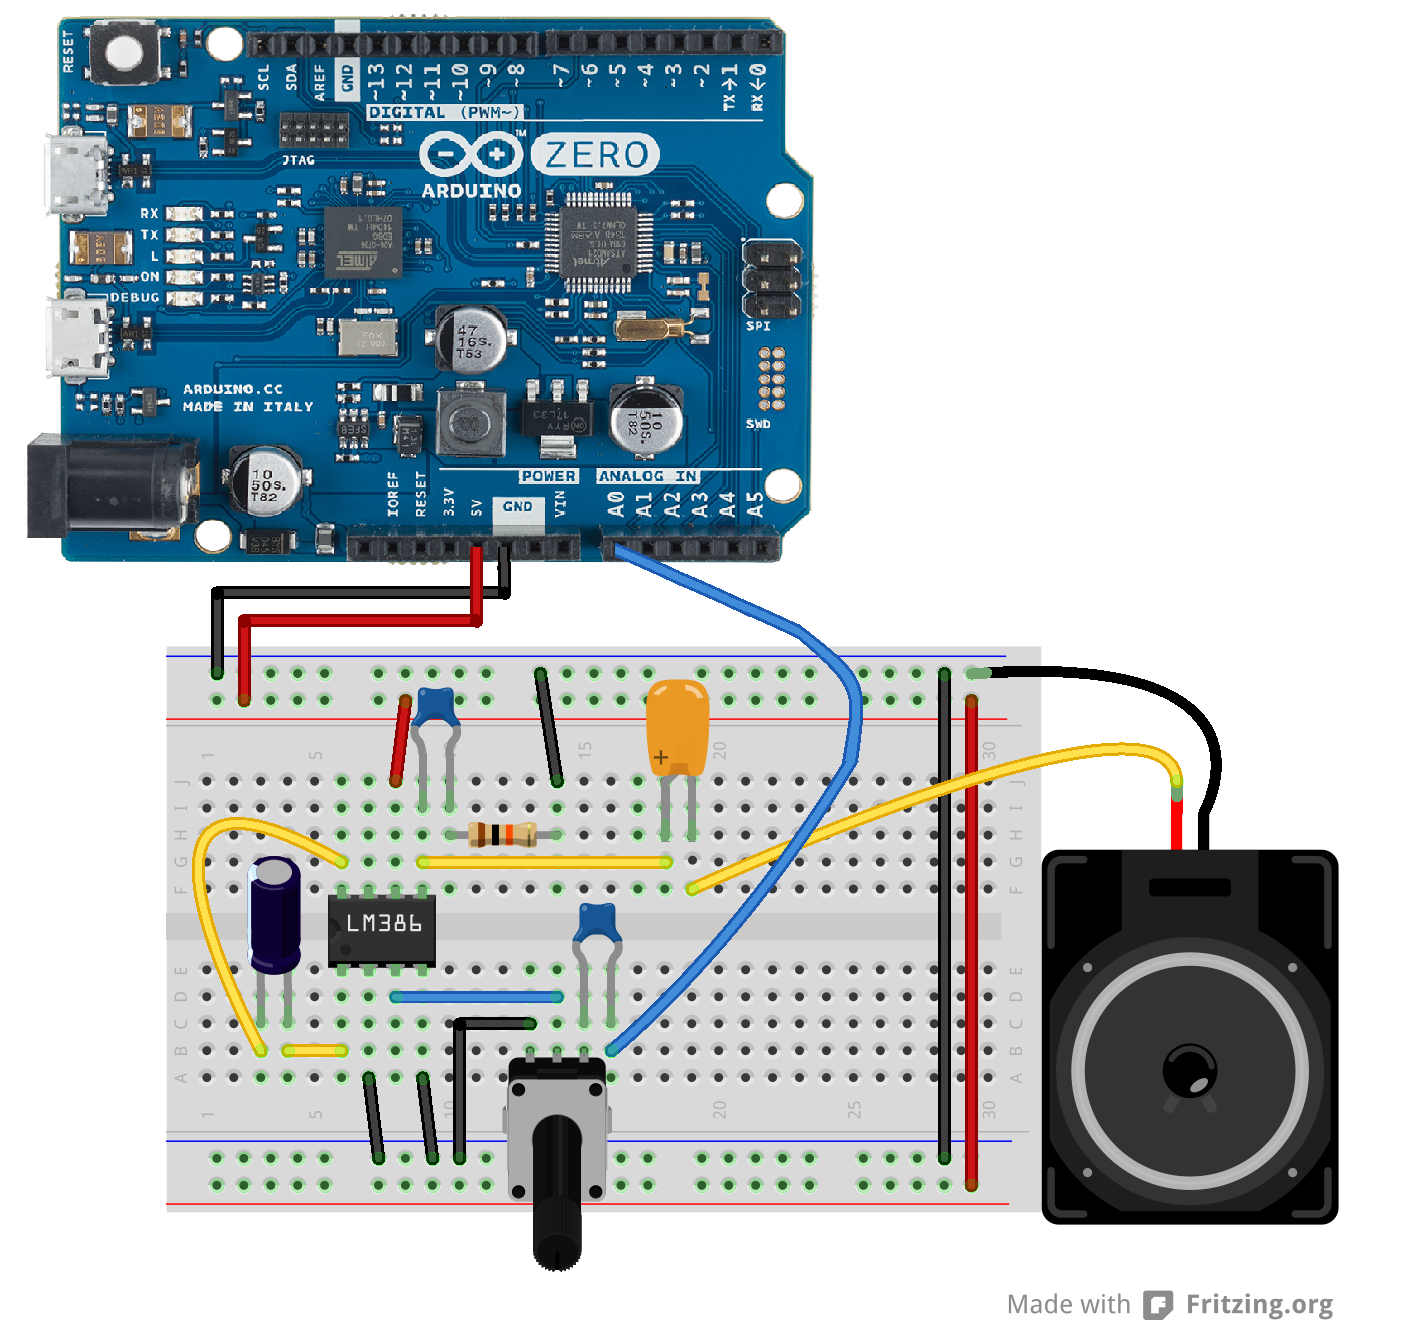 RESET
SCL
SDA
AREF
GND
~13
~12
~11
~10
~9
~8
~7
~6
~5
~4
~3
~2
TX→1
RX←0
DIGITAL (PWM~)
JTAG
ARDUINO
TM
ZERO
RX
TX
L
ON
DEBUG
Atmel
47
16S.
T53
SPI
ARDUINO.CC
MADE IN ITALY
SWD
10
50S.
T82
10
50S.
T82
POWER
ANALOG IN
IOREF
RESET
3.3V
5V
GND
VIN
A0
A1
A2
A3
A4
A5
1
5
10
15
20
30
J
J
I
I
H
H
G
G
F
F
+
LM386
E
E
D
D
C
C
B
B
A
A
1
5
10
20
25
30
Made with Fritzing.org